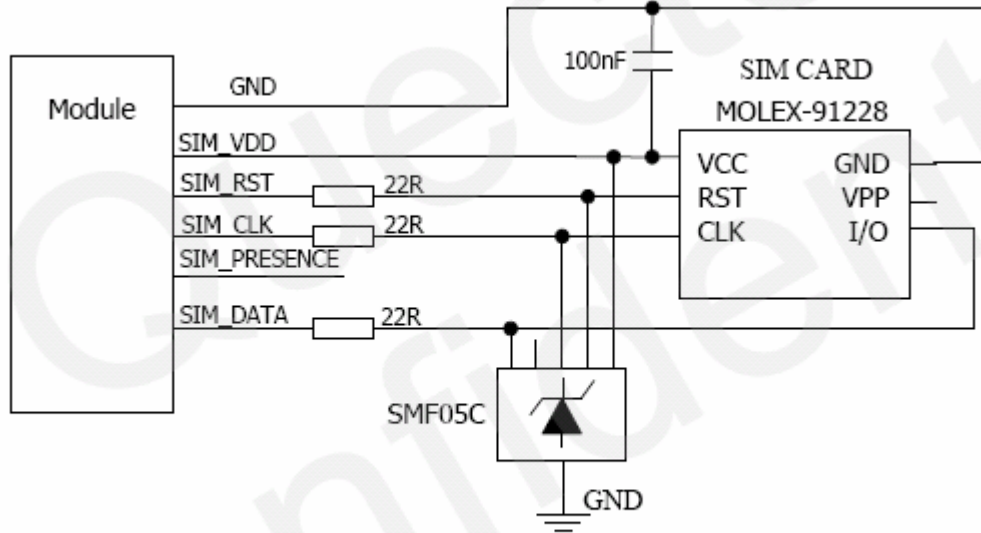 Module
GND
SIM_VDD
SIM_RST
22R
SIM_CLK
22R
SIM_PRESENCE
SIM_DATA
22R
100nF
SIM CARD
MOLEX-91228
VCC
GND
RST
VPP
CLK
I/O
SMF05C
GND